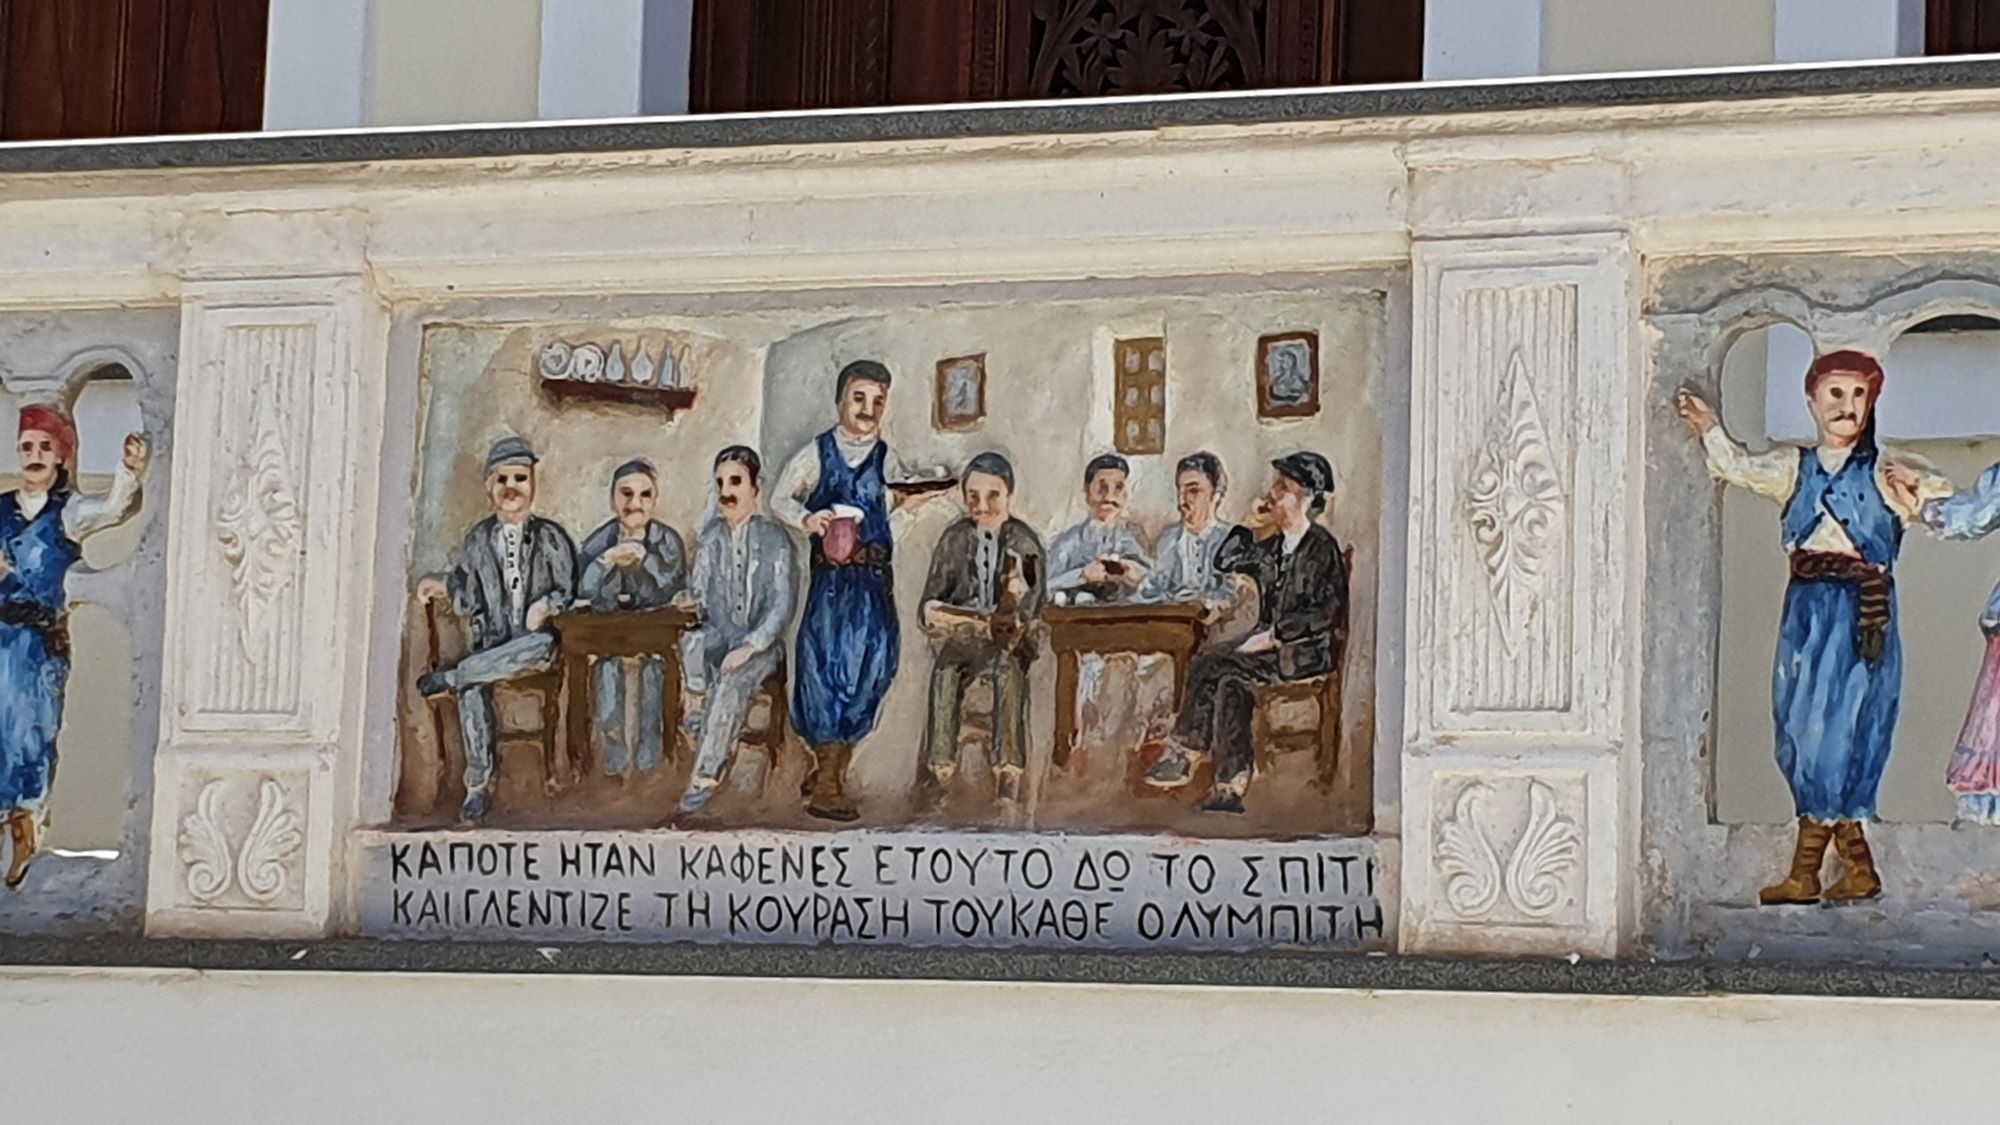 ΚΑΠΟΤΕ ΗΤΑΝ ΚΑΦΕΝΕΣ ΕΤΟΥΤΟ ΔΩ ΤΟ ΣΠΙΤΙ
ΚΑΙ ΓΛΕΝΤΙΖΕ ΤΗ ΚΟΥΡΑΣΗ ΤΟΥ ΚΑΘΕ ΟΛΥΜΠΙΤΗ